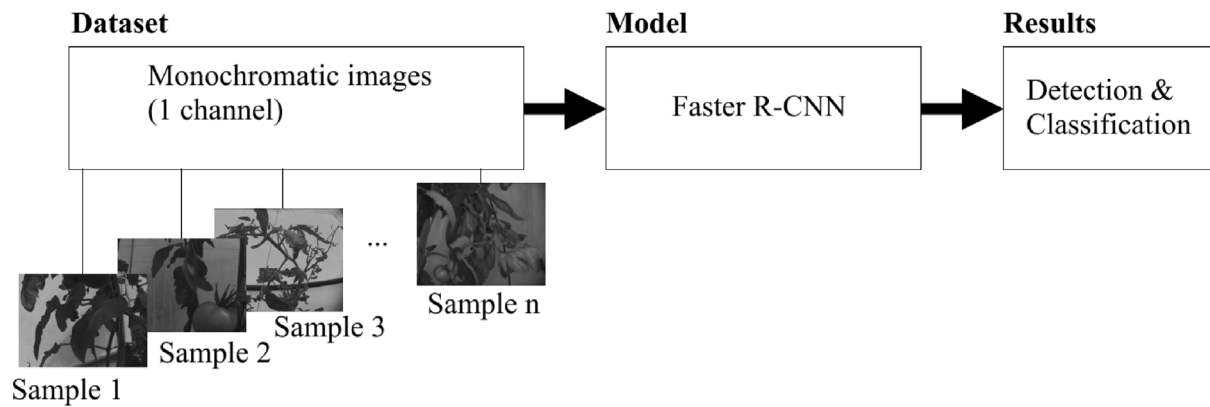 Dataset
Model
Results
Monochromatic images
(1 channel)
Faster R-CNN
Detection &
Classification
...
Sample n
Sample 3
Sample 2
Sample 1